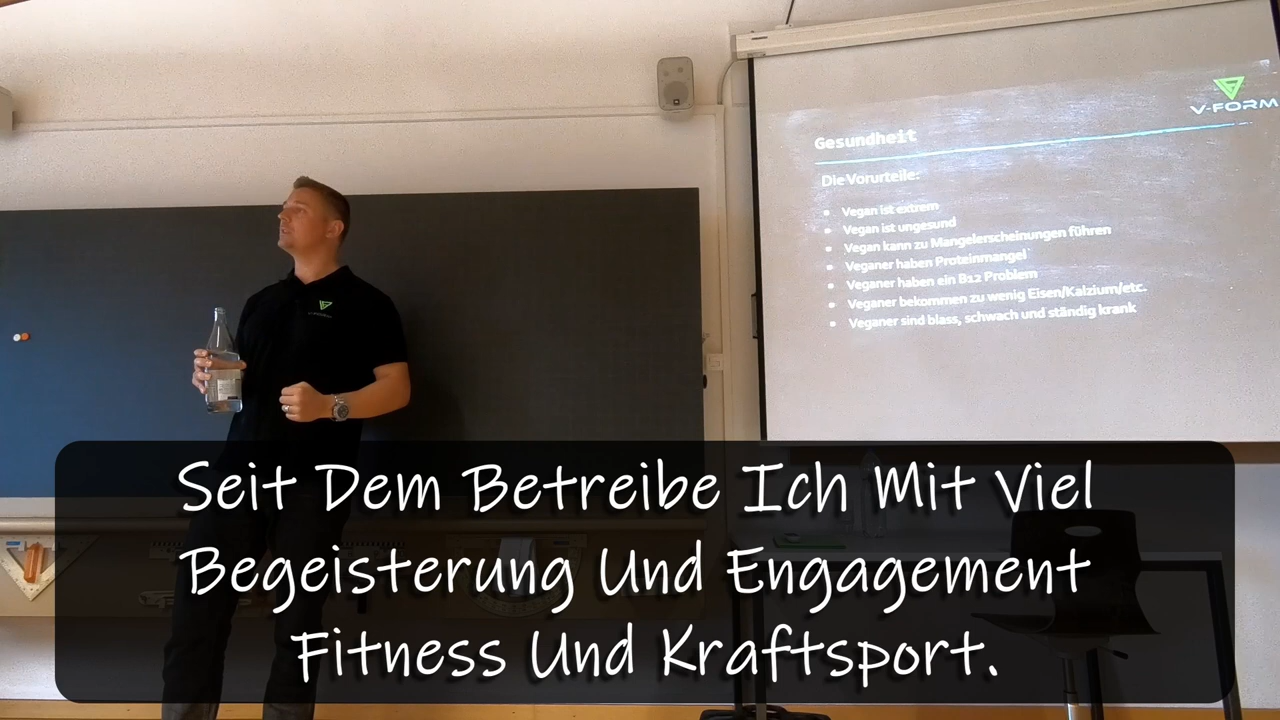 V-FORM
Gesundheit
Die Vorurteile:
Vegan ist extrem
Vegan ist ungesund
Vegan kann zu Mangelerscheinungen führen
Veganer haben Proteinmangel
Veganer haben ein B12 Problem
Veganer bekommen zu wenig Eisen/Kalzium/etc.
Veganer sind blass, schwach und ständig krank
Seit Dem Betreibe Ich Mit Viel
Begeisterung Und Engagement
Fitness Und Kraftsport.